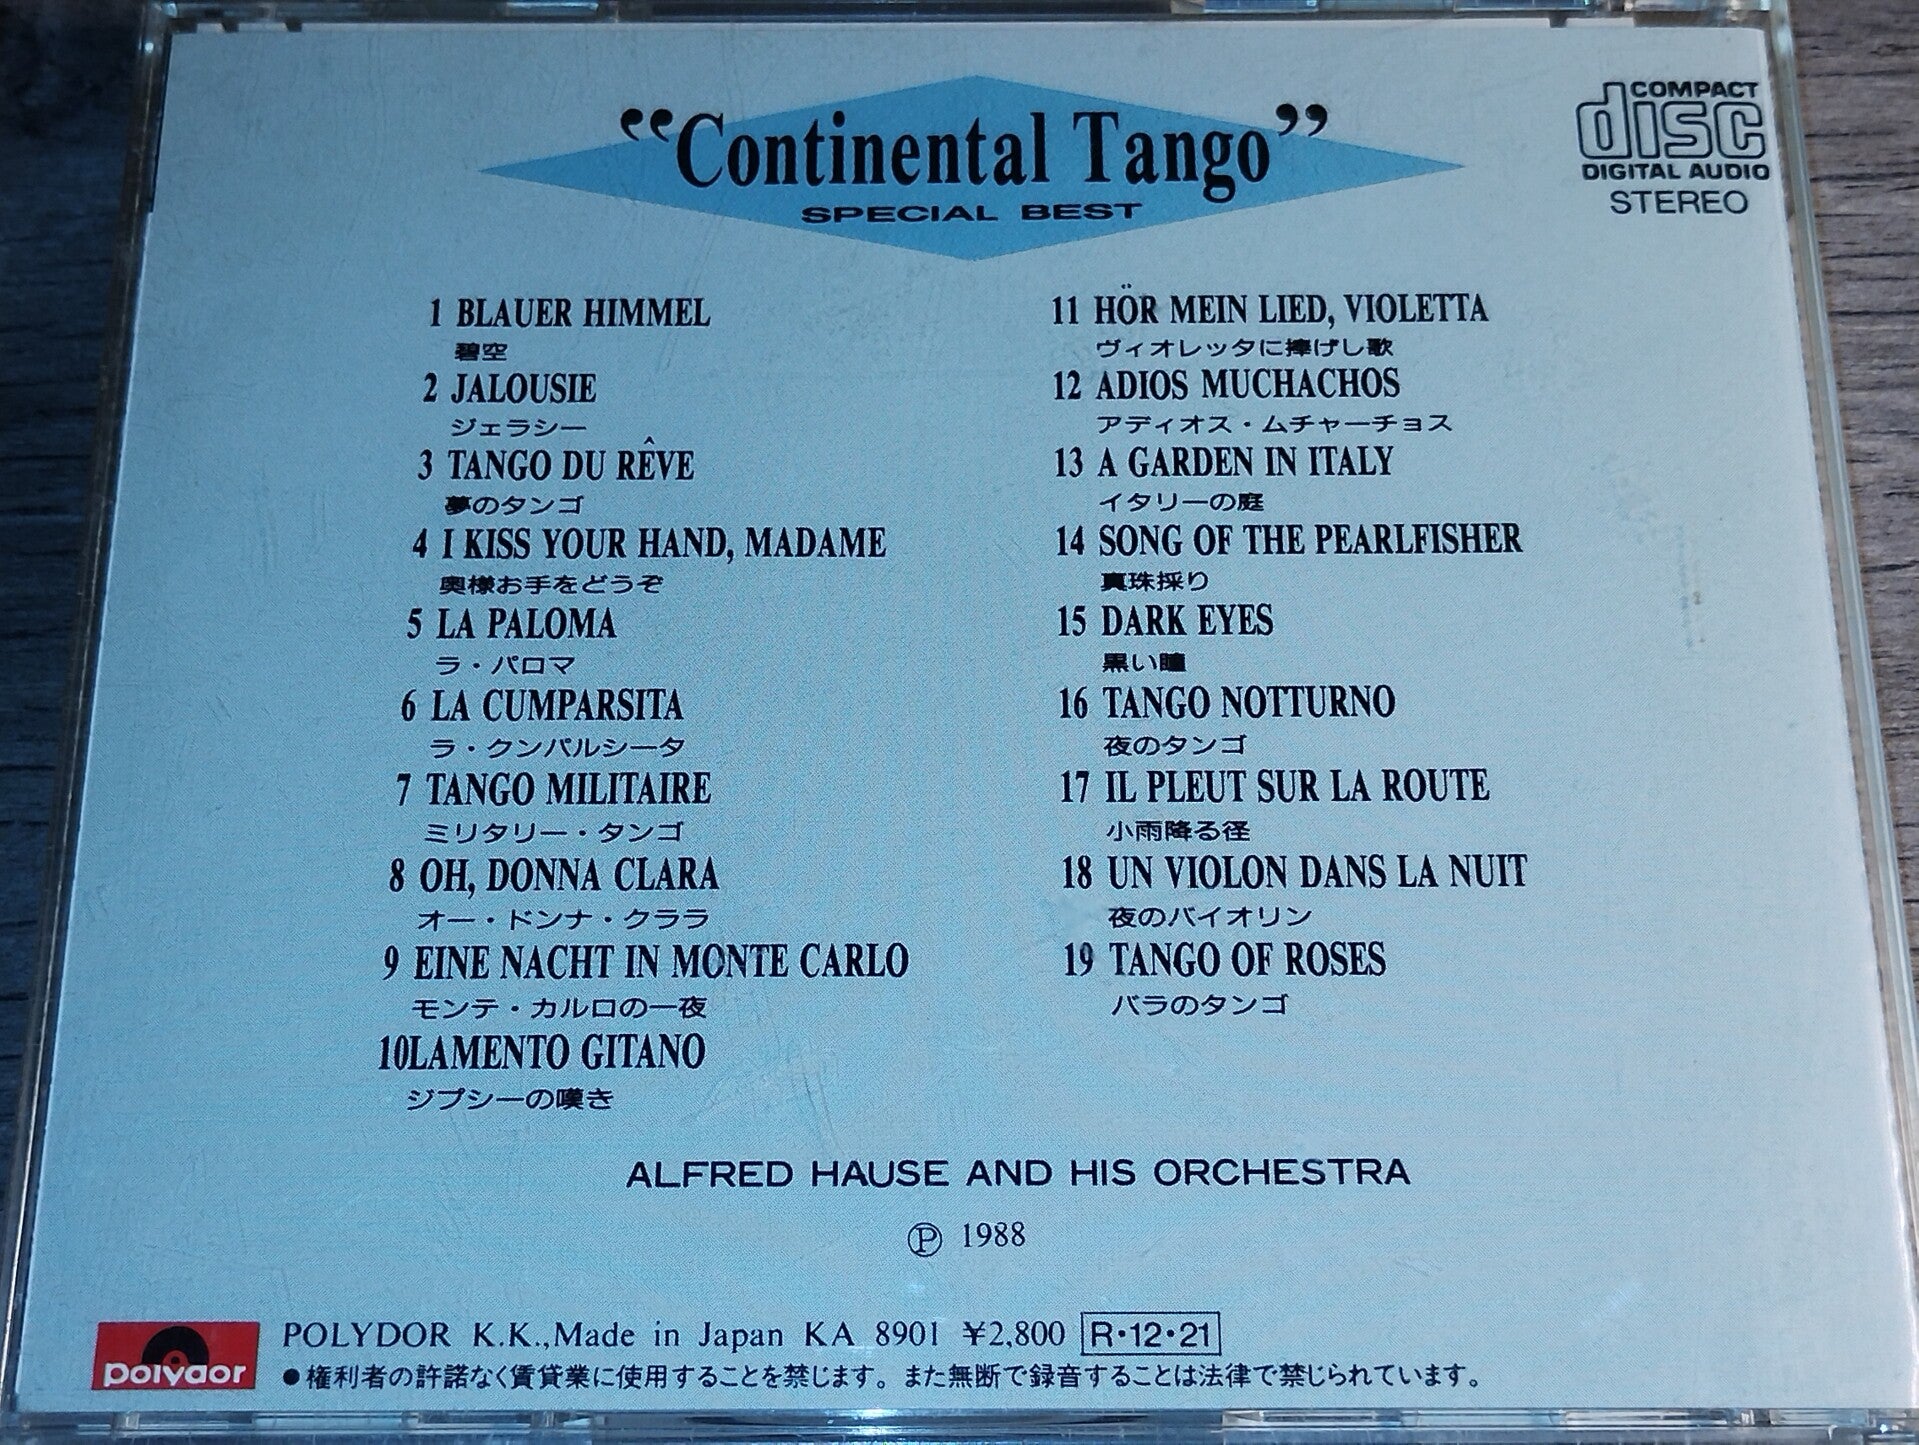 “Continental Tango”
SPECIAL BEST
COMPACT
disc
DIGITAL AUDIO
STEREO
1 BLAUER HIMMEL
碧空
2 JALOUSIE
ジェラシー
3 TANGO DU RÊVE
夢のタンゴ
4 I KISS YOUR HAND, MADAME
奥様お手をどうぞ
5 LA PALOMA
ラ・パロマ
6 LA CUMPARSITA
ラ・クンパルシータ
7 TANGO MILITAIRE
ミリタリー・タンゴ
8 OH, DONNA CLARA
オー・ドンナ・クララ
9 EINE NACHT IN MONTE CARLO
モンテ・カルロの一夜
10 LAMENTO GITANO
ジプシーの嘆き
11 HÖR MEIN LIED, VIOLETTA
ヴィオレッタに捧げし歌
12 ADIOS MUCHACHOS
アディオス・ムチャーチョス
13 A GARDEN IN ITALY
イタリーの庭
14 SONG OF THE PEARLFISHER
真珠採り
15 DARK EYES
黒い瞳
16 TANGO NOTTURNO
夜のタンゴ
17 IL PLEUT SUR LA ROUTE
小雨降る径
18 UN VIOLON DANS LA NUIT
夜のバイオリン
19 TANGO OF ROSES
バラのタンゴ
ALFRED HAUSE AND HIS ORCHESTRA
Ⓟ 1988
polydor
POLYDOR K.K.,Made in Japan KA 8901 ¥2,800 R・12・21
●権利者の許諾なく賃貸業に使用することを禁じます。また無断で録音することは法律で禁じられています。